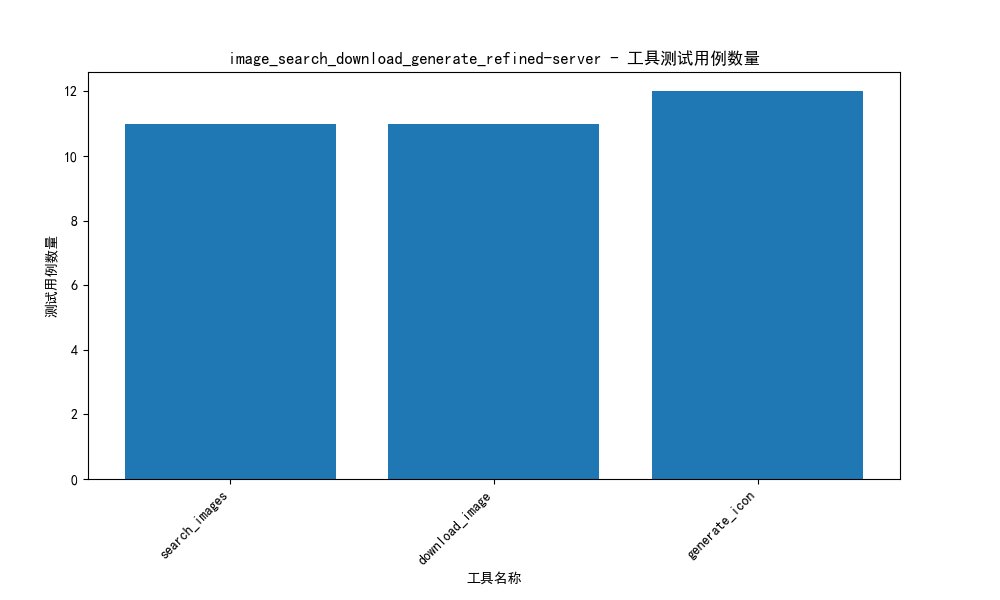 image_search_download_generate_refined-server - 工具测试用例数量
测试用例数量
12
10
8
6
4
2
0
search_images
download_image
generate_icon
工具名称